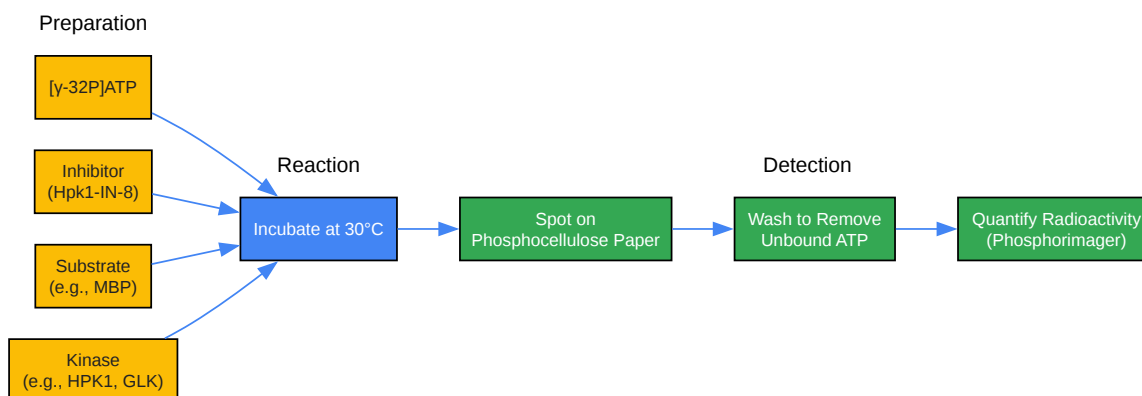 Preparation
[γ-32P]ATP
Inhibitor
(Hpk1-IN-8)
Substrate
(e.g., MBP)
Kinase
(e.g., HPK1, GLK)
Reaction
Incubate at 30°C
Spot on
Phosphocellulose Paper
Detection
Wash to Remove
Unbound ATP
Quantify Radioactivity
(Phosphorimager)